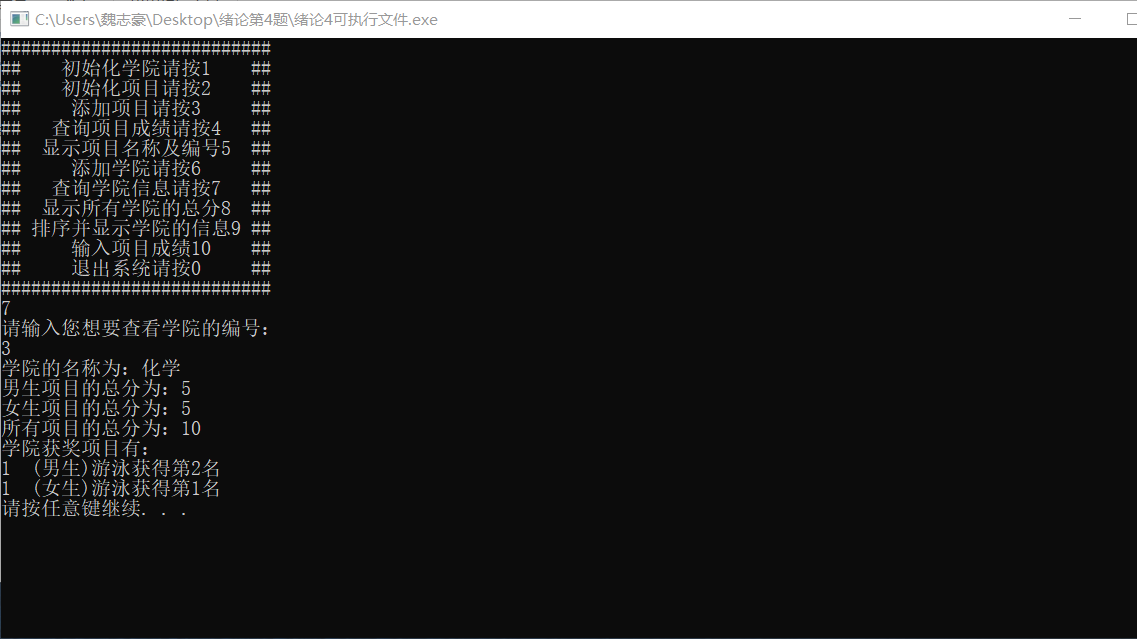 C:\Users\魏志豪\Desktop\绪论第4题\绪论4可执行文件.exe
###########################
##    初始化学院请按1    ##
##    初始化项目请按2    ##
##     添加项目请按3     ##
##   查询项目成绩请按4   ##
##  显示项目名称及编号5  ##
##     添加学院请按6     ##
##   查询学院信息请按7   ##
##  显示所有学院的总分8  ##
## 排序并显示学院的信息9 ##
##     输入项目成绩10    ##
##     退出系统请按0     ##
###########################
7
请输入您想要查看学院的编号:
3
学院的名称为: 化学
男生项目的总分为: 5
女生项目的总分为: 5
所有项目的总分为: 10
学院获奖项目有:
1  (男生)游泳获得第2名
1  (女生)游泳获得第1名
请按任意键继续. . .